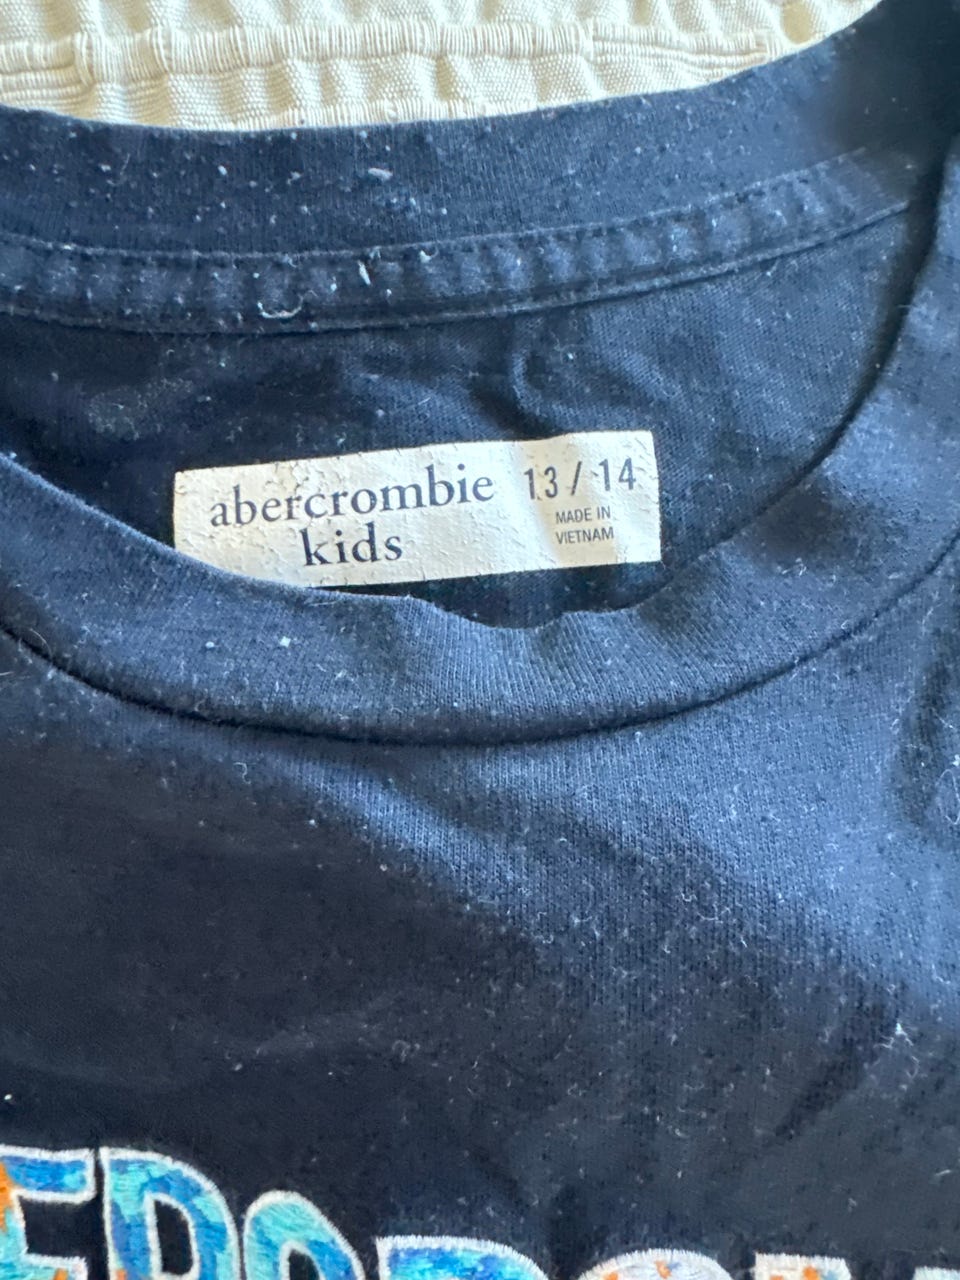 abercrombie
kids
13 / 14
MADE IN
VIETNAM